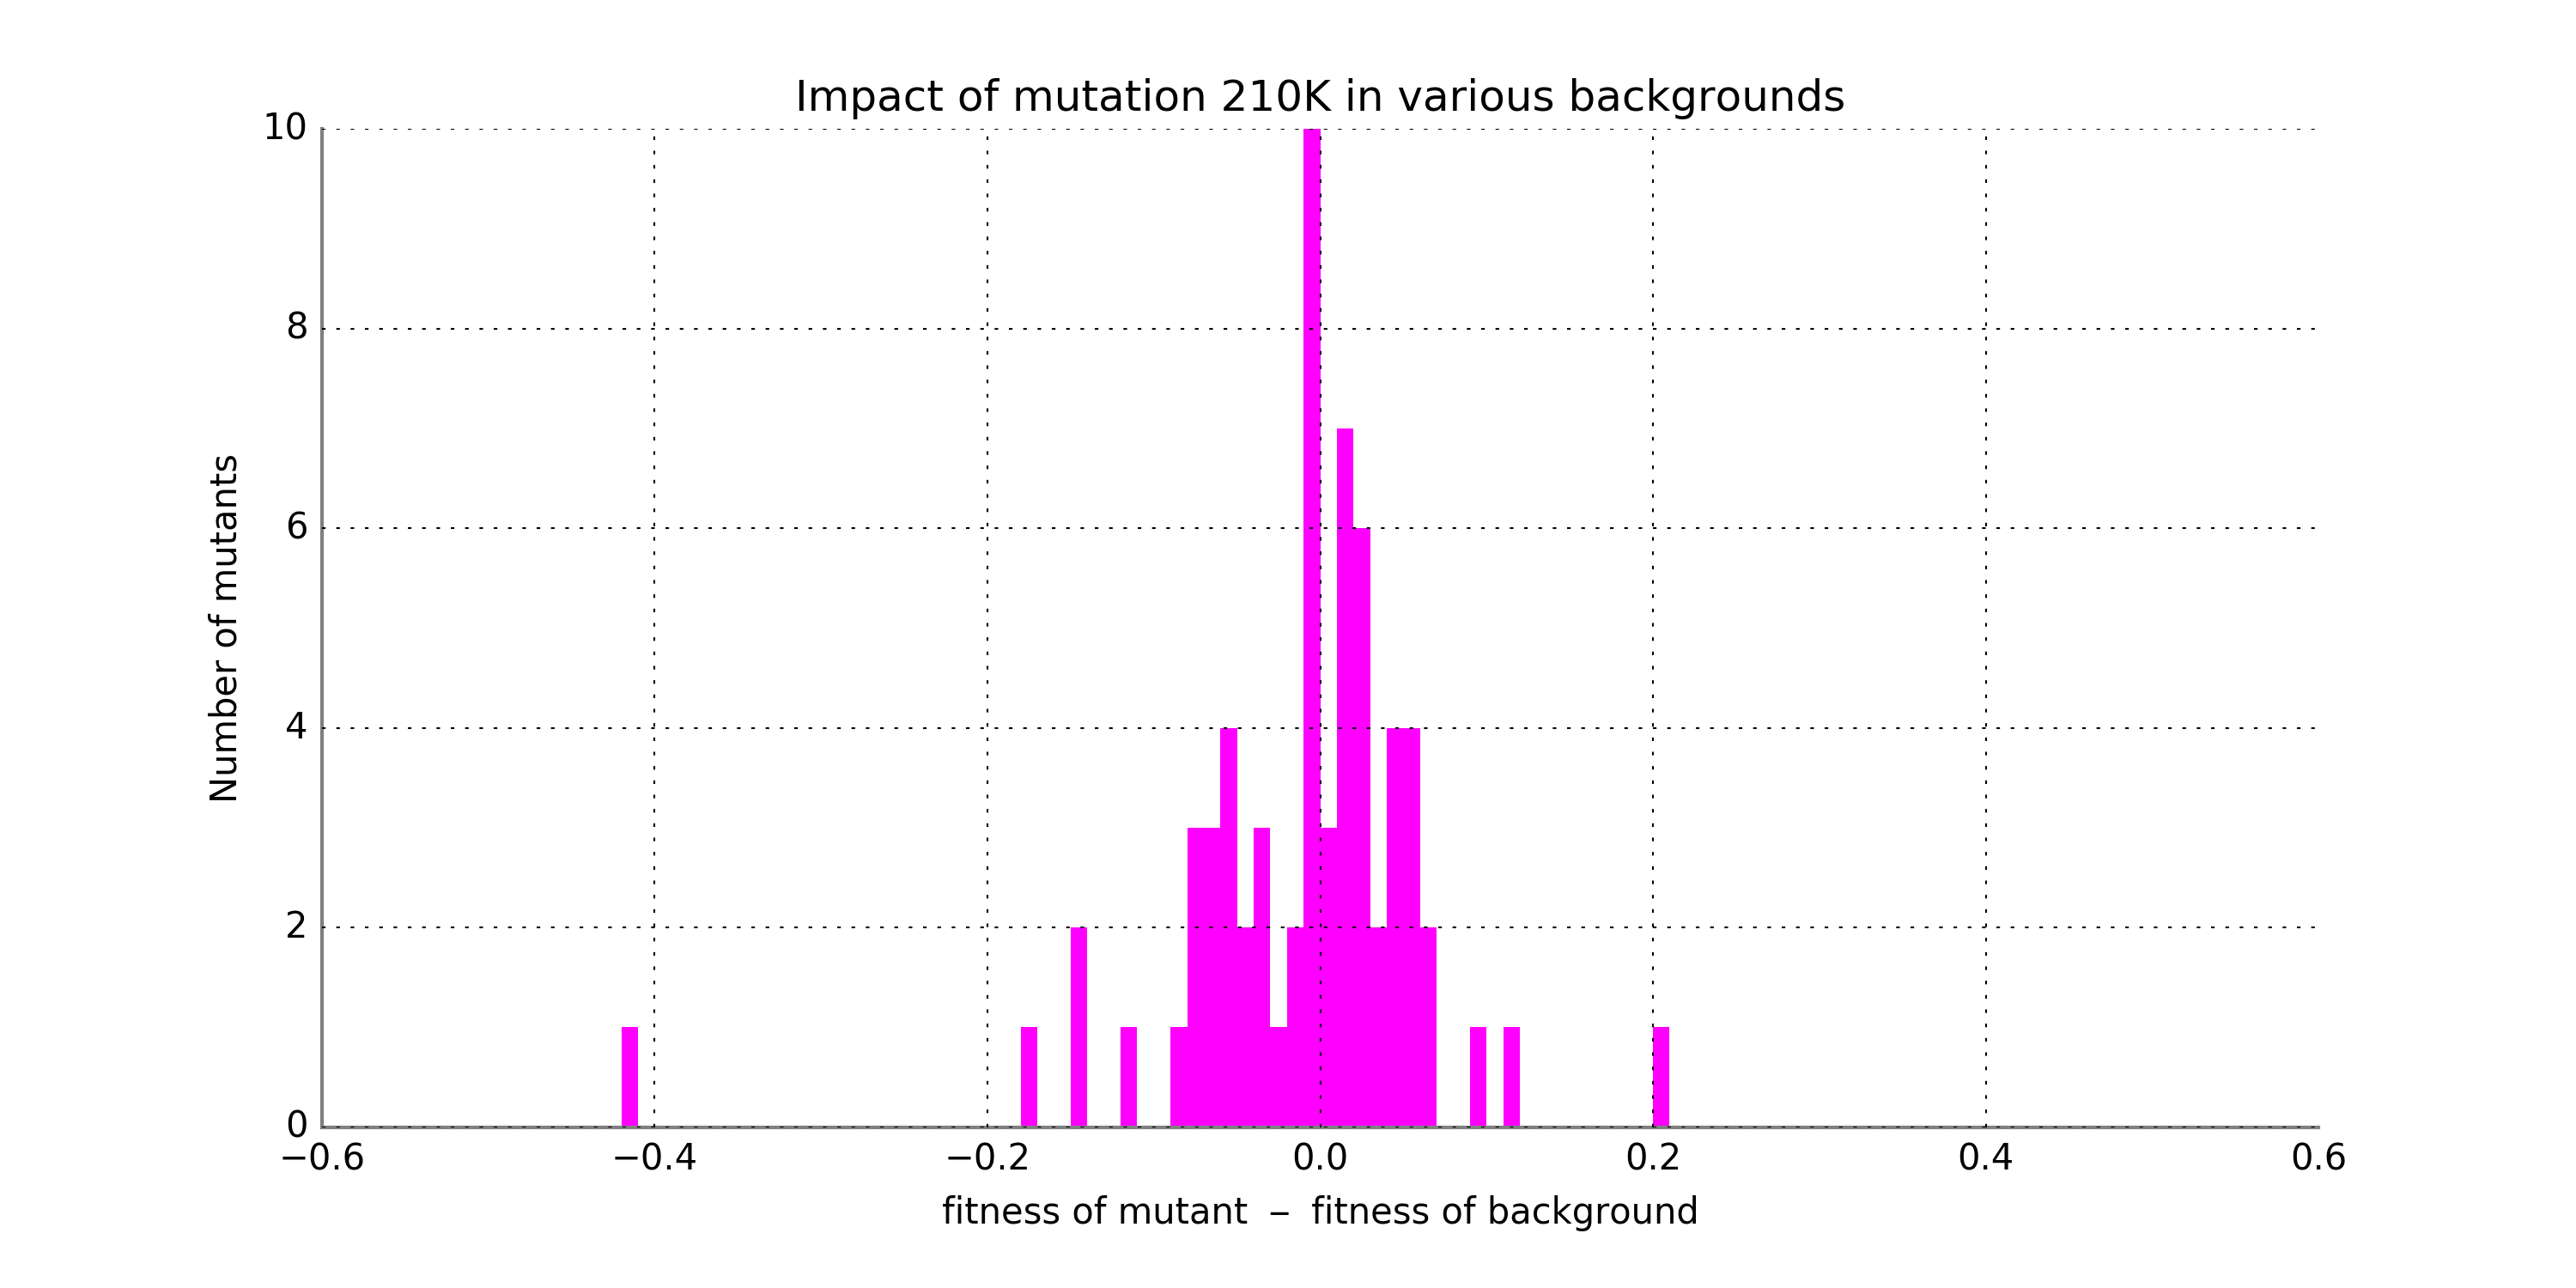 Impact of mutation 210K in various backgrounds
10
8
6
4
2
0
Number of mutants
−0.6 −0.4 −0.2 0.0 0.2 0.4 0.6
fitness of mutant − fitness of background